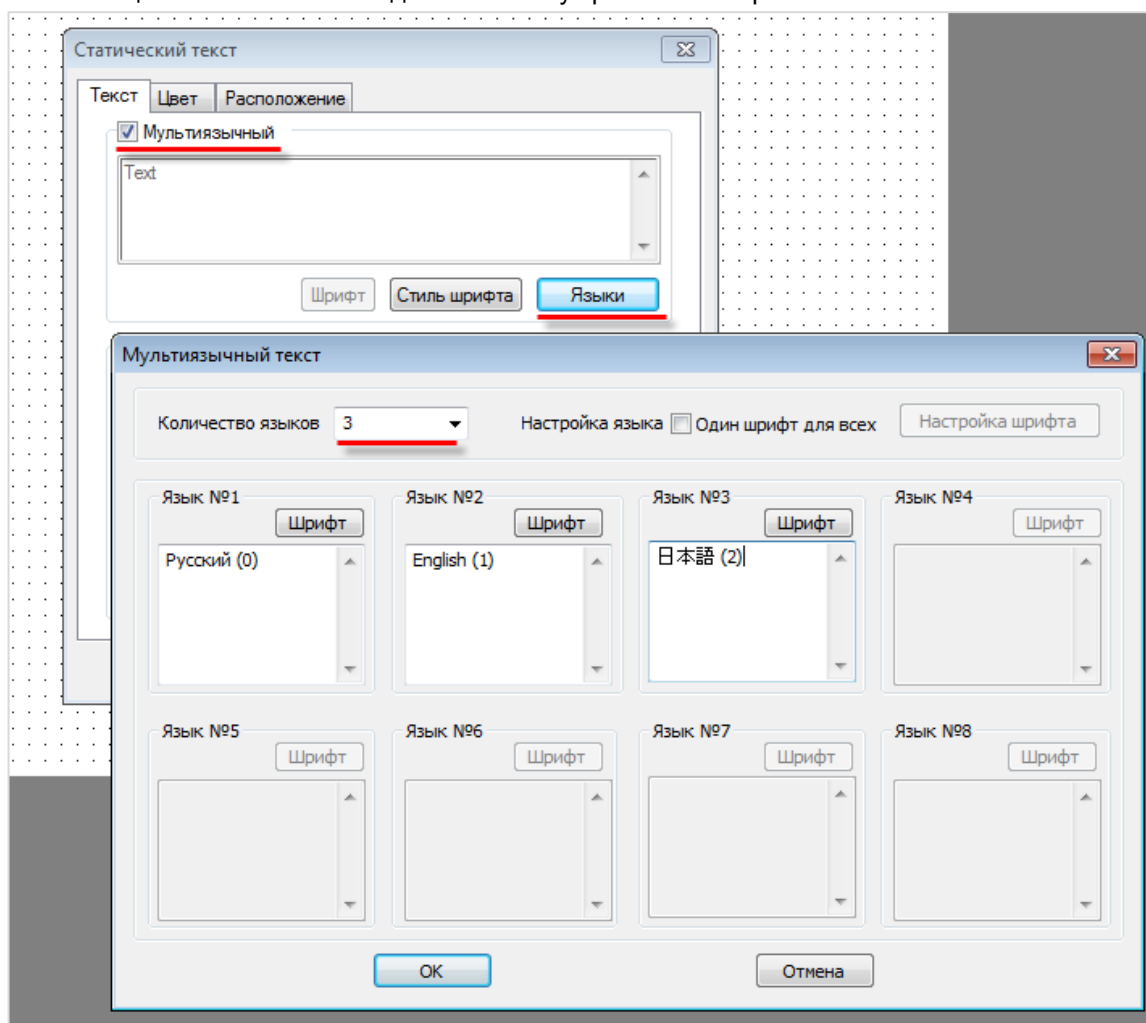 Статический текст
Текст Цвет Расположение
Мультиязычный
Text
Шрифт Стиль шрифта Языки
Мультиязычный текст
Количество языков 3 Настройка языка Один шрифт для всех Настройка шрифта
Язык №1 Язык №2 Язык №3 Язык №4
Шрифт Шрифт Шрифт Шрифт
Русский (0) English (1) 日本語 (2)
Язык №5 Язык №6 Язык №7 Язык №8
Шрифт Шрифт Шрифт Шрифт
OK Отмена